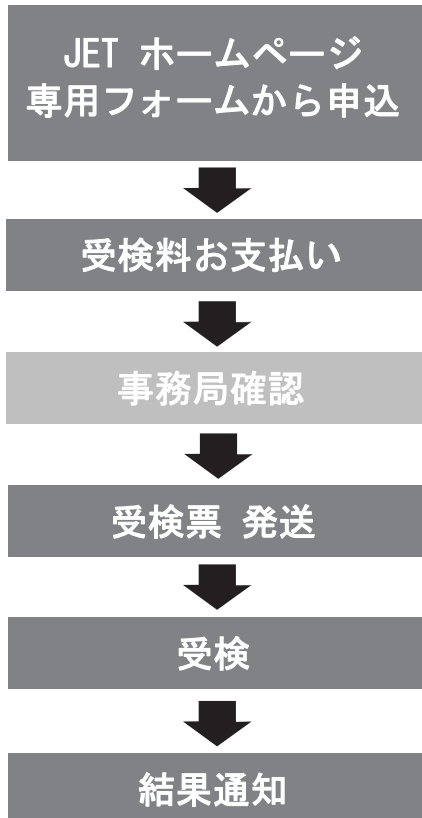 JET ホームページ
専用フォームから申込
受検料お支払い
事務局確認
受検票 発送
受検
結果通知